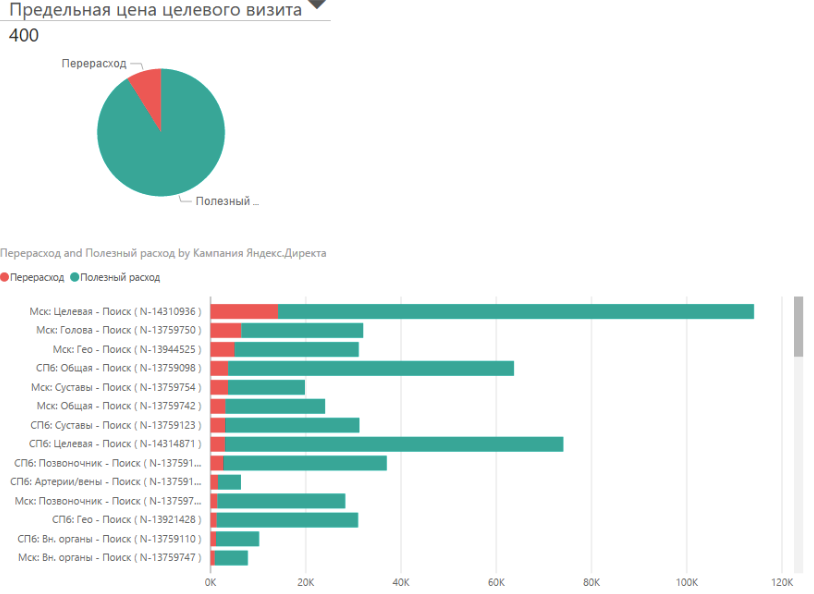 Предельная цена целевого визита
400
Перерасход
Полезный ...
Перерасход and Полезный расход by Кампания Яндекс.Директа
Перерасход Полезный расход
Мск: Целевая - Поиск ( N-14310936 )
Мск: Голова - Поиск ( N-13759750 )
Мск: Гео - Поиск ( N-13944525 )
СПб: Общая - Поиск ( N-13759098 )
Мск: Суставы - Поиск ( N-13759754 )
Мск: Общая - Поиск ( N-13759742 )
СПб: Суставы - Поиск ( N-13759123 )
СПб: Целевая - Поиск ( N-14314871 )
СПб: Позвоночник - Поиск ( N-137591...
СПб: Артерии/вены - Поиск ( N-137591...
Мск: Позвоночник - Поиск ( N-137597...
СПб: Гео - Поиск ( N-13921428 )
СПб: Вн. органы - Поиск ( N-13759110 )
Мск: Вн. органы - Поиск ( N-13759747 )
0K 20K 40K 60K 80K 100K 120K